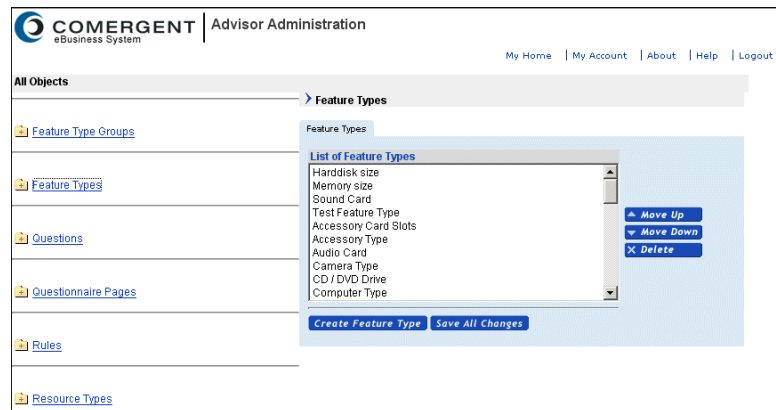 COMERGENT
eBusiness System
Advisor Administration
My Home | My Account | About | Help | Logout
All Objects
Feature Type Groups
Feature Types
Questions
Questionnaire Pages
Rules
Resource Types
Feature Types
Feature Types
List of Feature Types
Harddisk size
Memory size
Sound Card
Test Feature Type
Accessory Card Slots
Accessory Type
Audio Card
Camera Type
CD / DVD Drive
Computer Type
Move Up
Move Down
Delete
Create Feature Type
Save All Changes